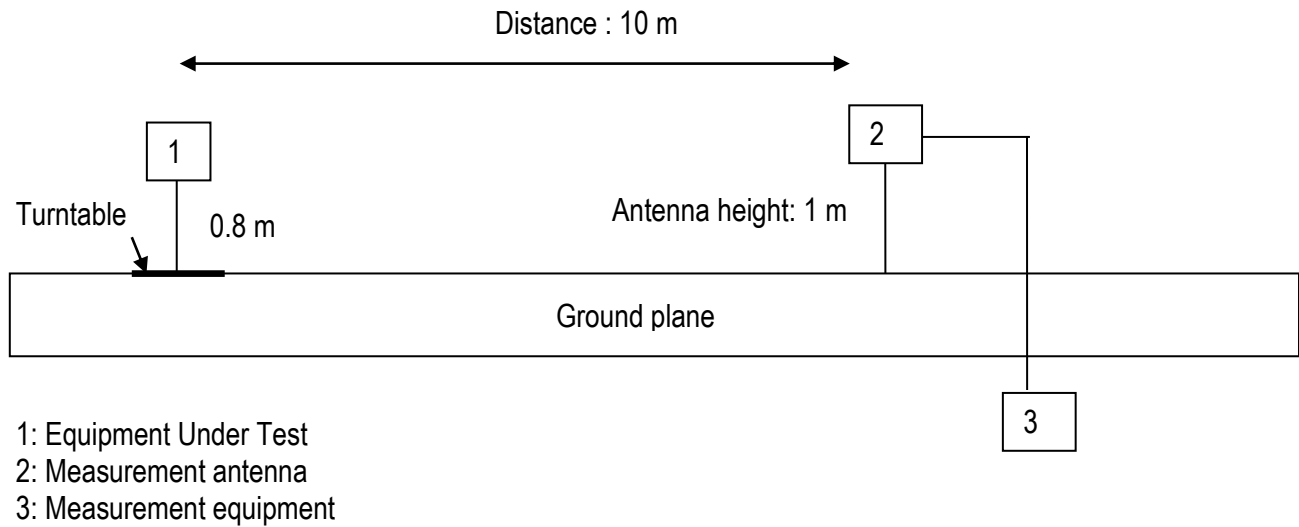 Distance : 10 m
1
2
Turntable
0.8 m
Antenna height: 1 m
Ground plane
3
1: Equipment Under Test
2: Measurement antenna
3: Measurement equipment